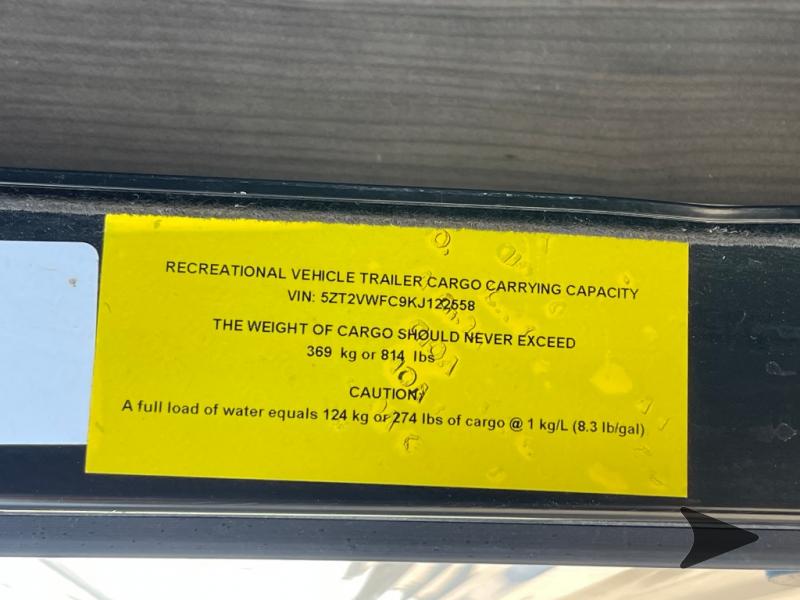 RECREATIONAL VEHICLE TRAILER CARGO CARRYING CAPACITY
VIN: 5ZT2VWFC9KJ122558
THE WEIGHT OF CARGO SHOULD NEVER EXCEED
369 kg or 814 lbs
CAUTION:
A full load of water equals 124 kg or 274 lbs of cargo @ 1 kg/L (8.3 lb/gal)